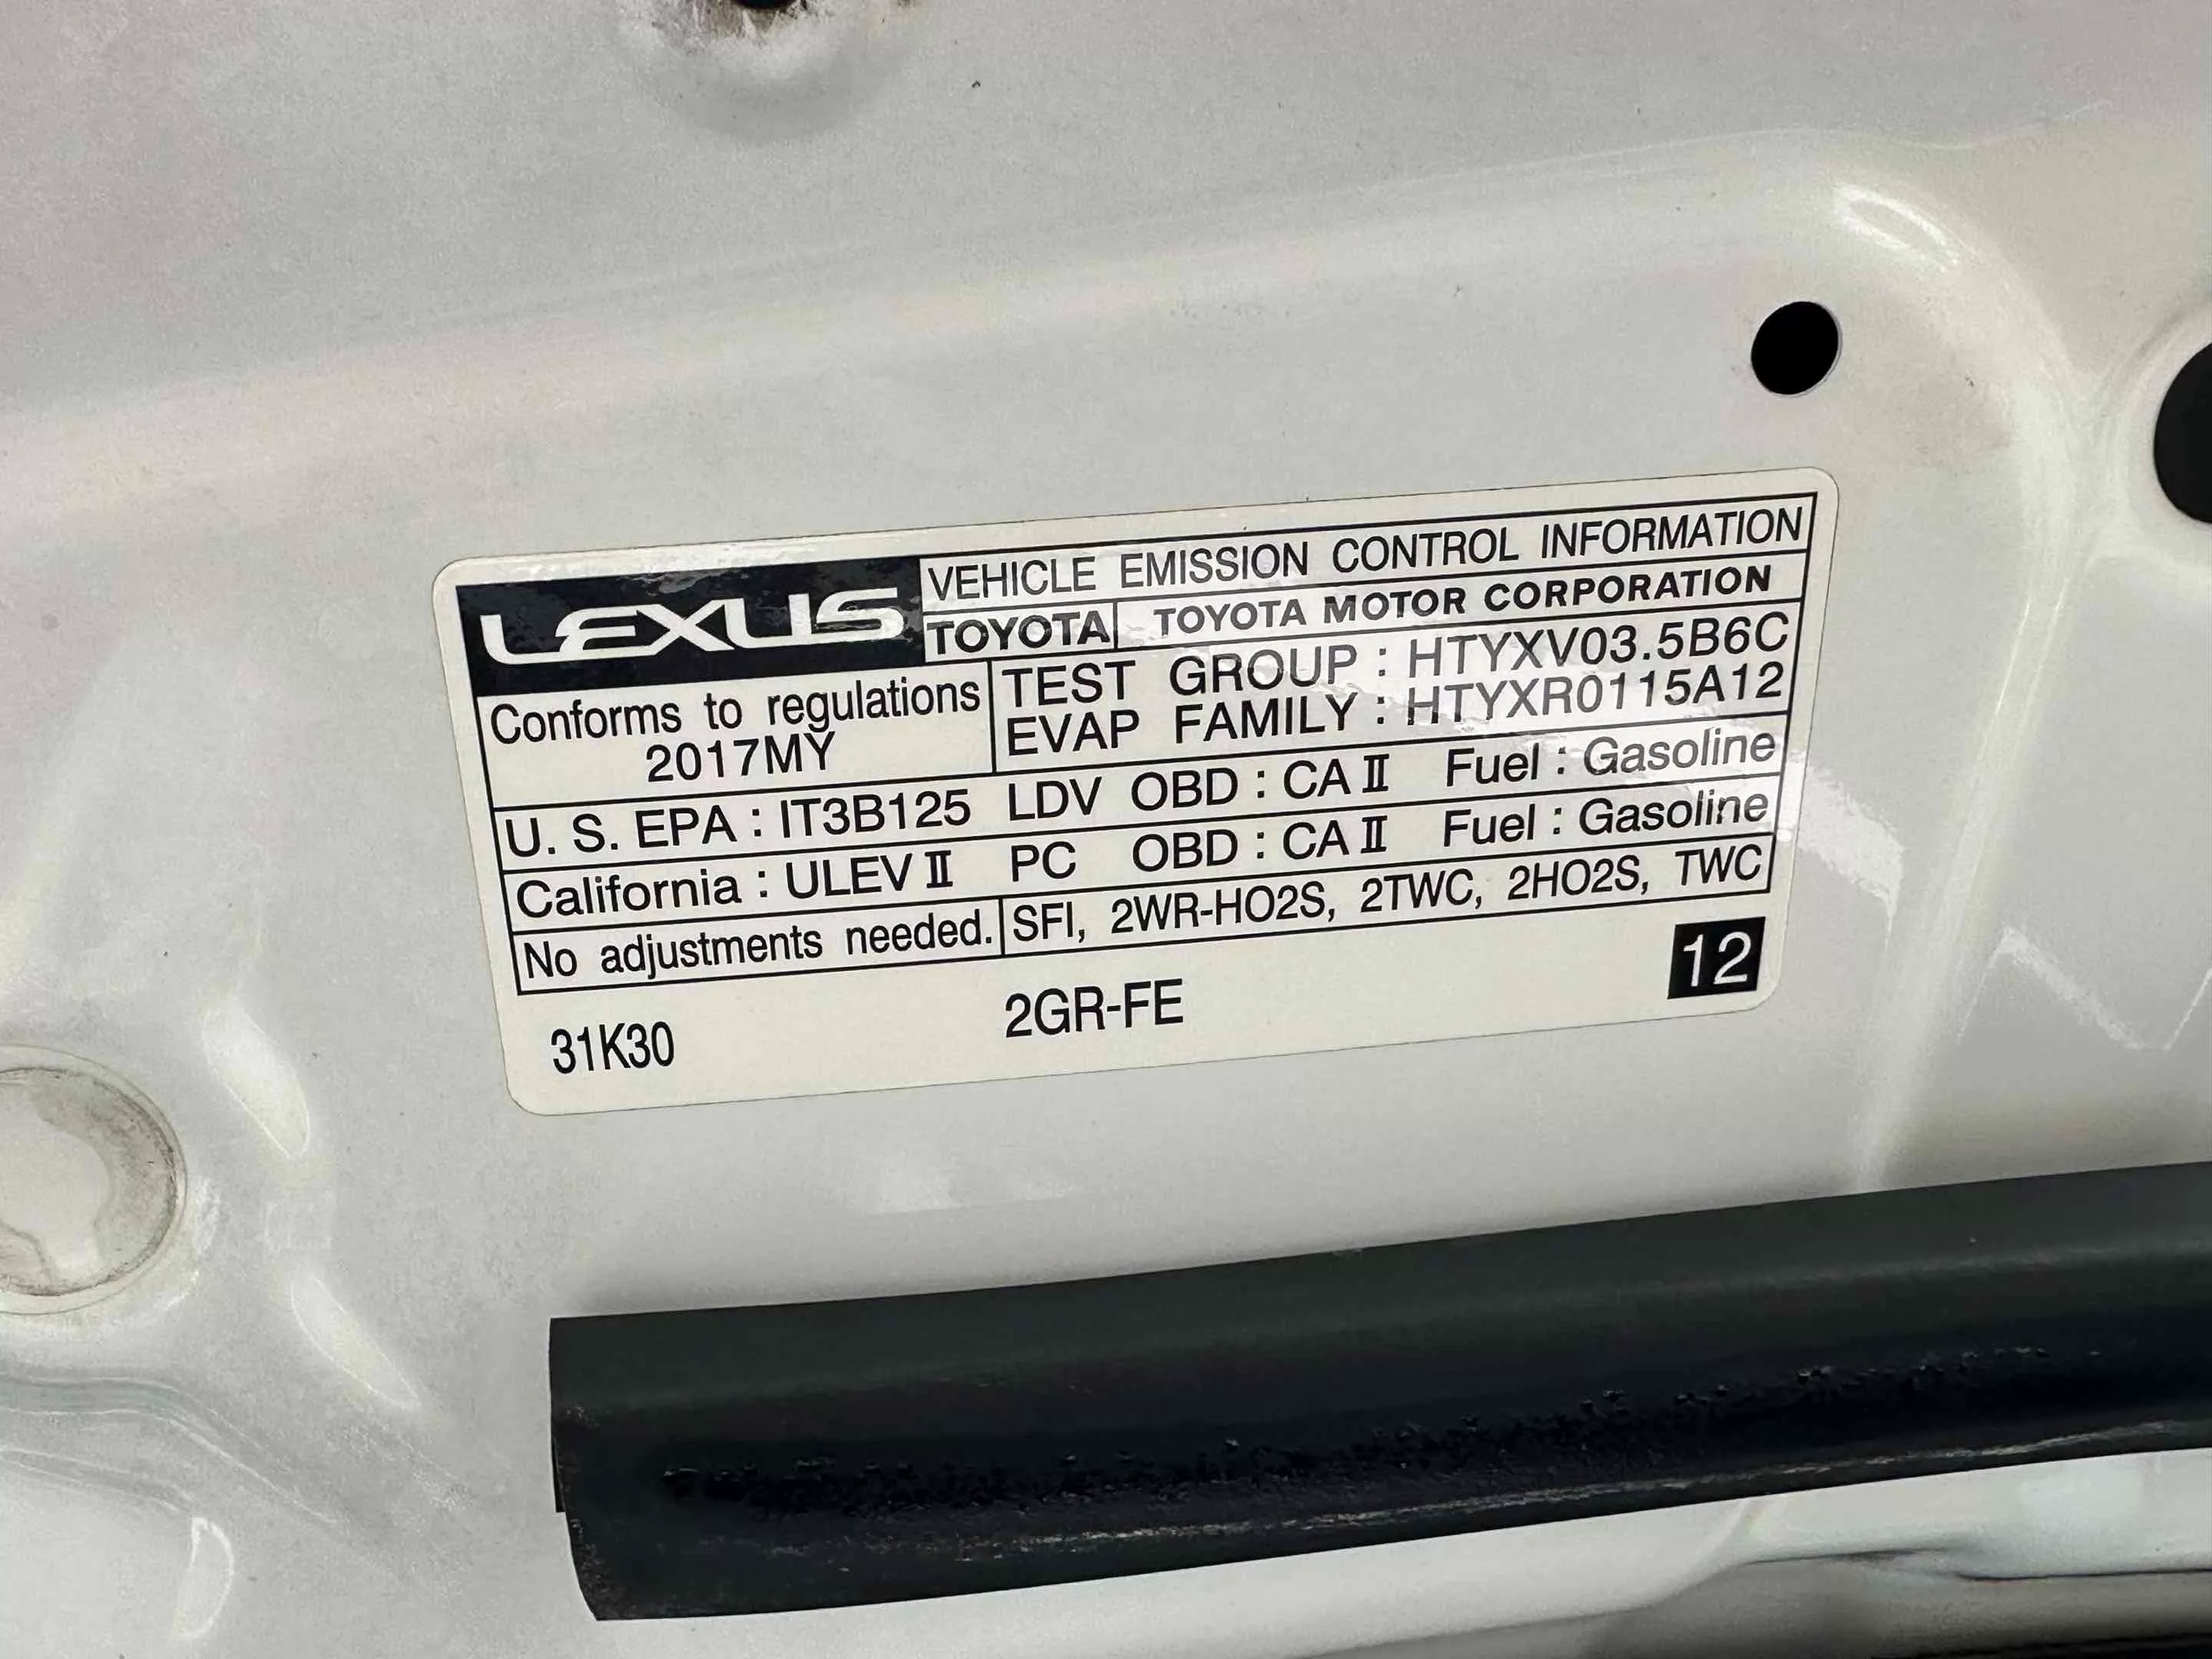 LEXUS VEHICLE EMISSION CONTROL INFORMATION
TOYOTA TOYOTA MOTOR CORPORATION
Conforms to regulations
2017MY
TEST GROUP : HTYXV03.5B6C
EVAP FAMILY : HTYXR0115A12
U. S. EPA : IT3B125 LDV OBD : CA II Fuel : Gasoline
California : ULEV II PC OBD : CA II Fuel : Gasoline
No adjustments needed. SFI, 2WR-HO2S, 2TWC, 2HO2S, TWC
31K30 2GR-FE 12